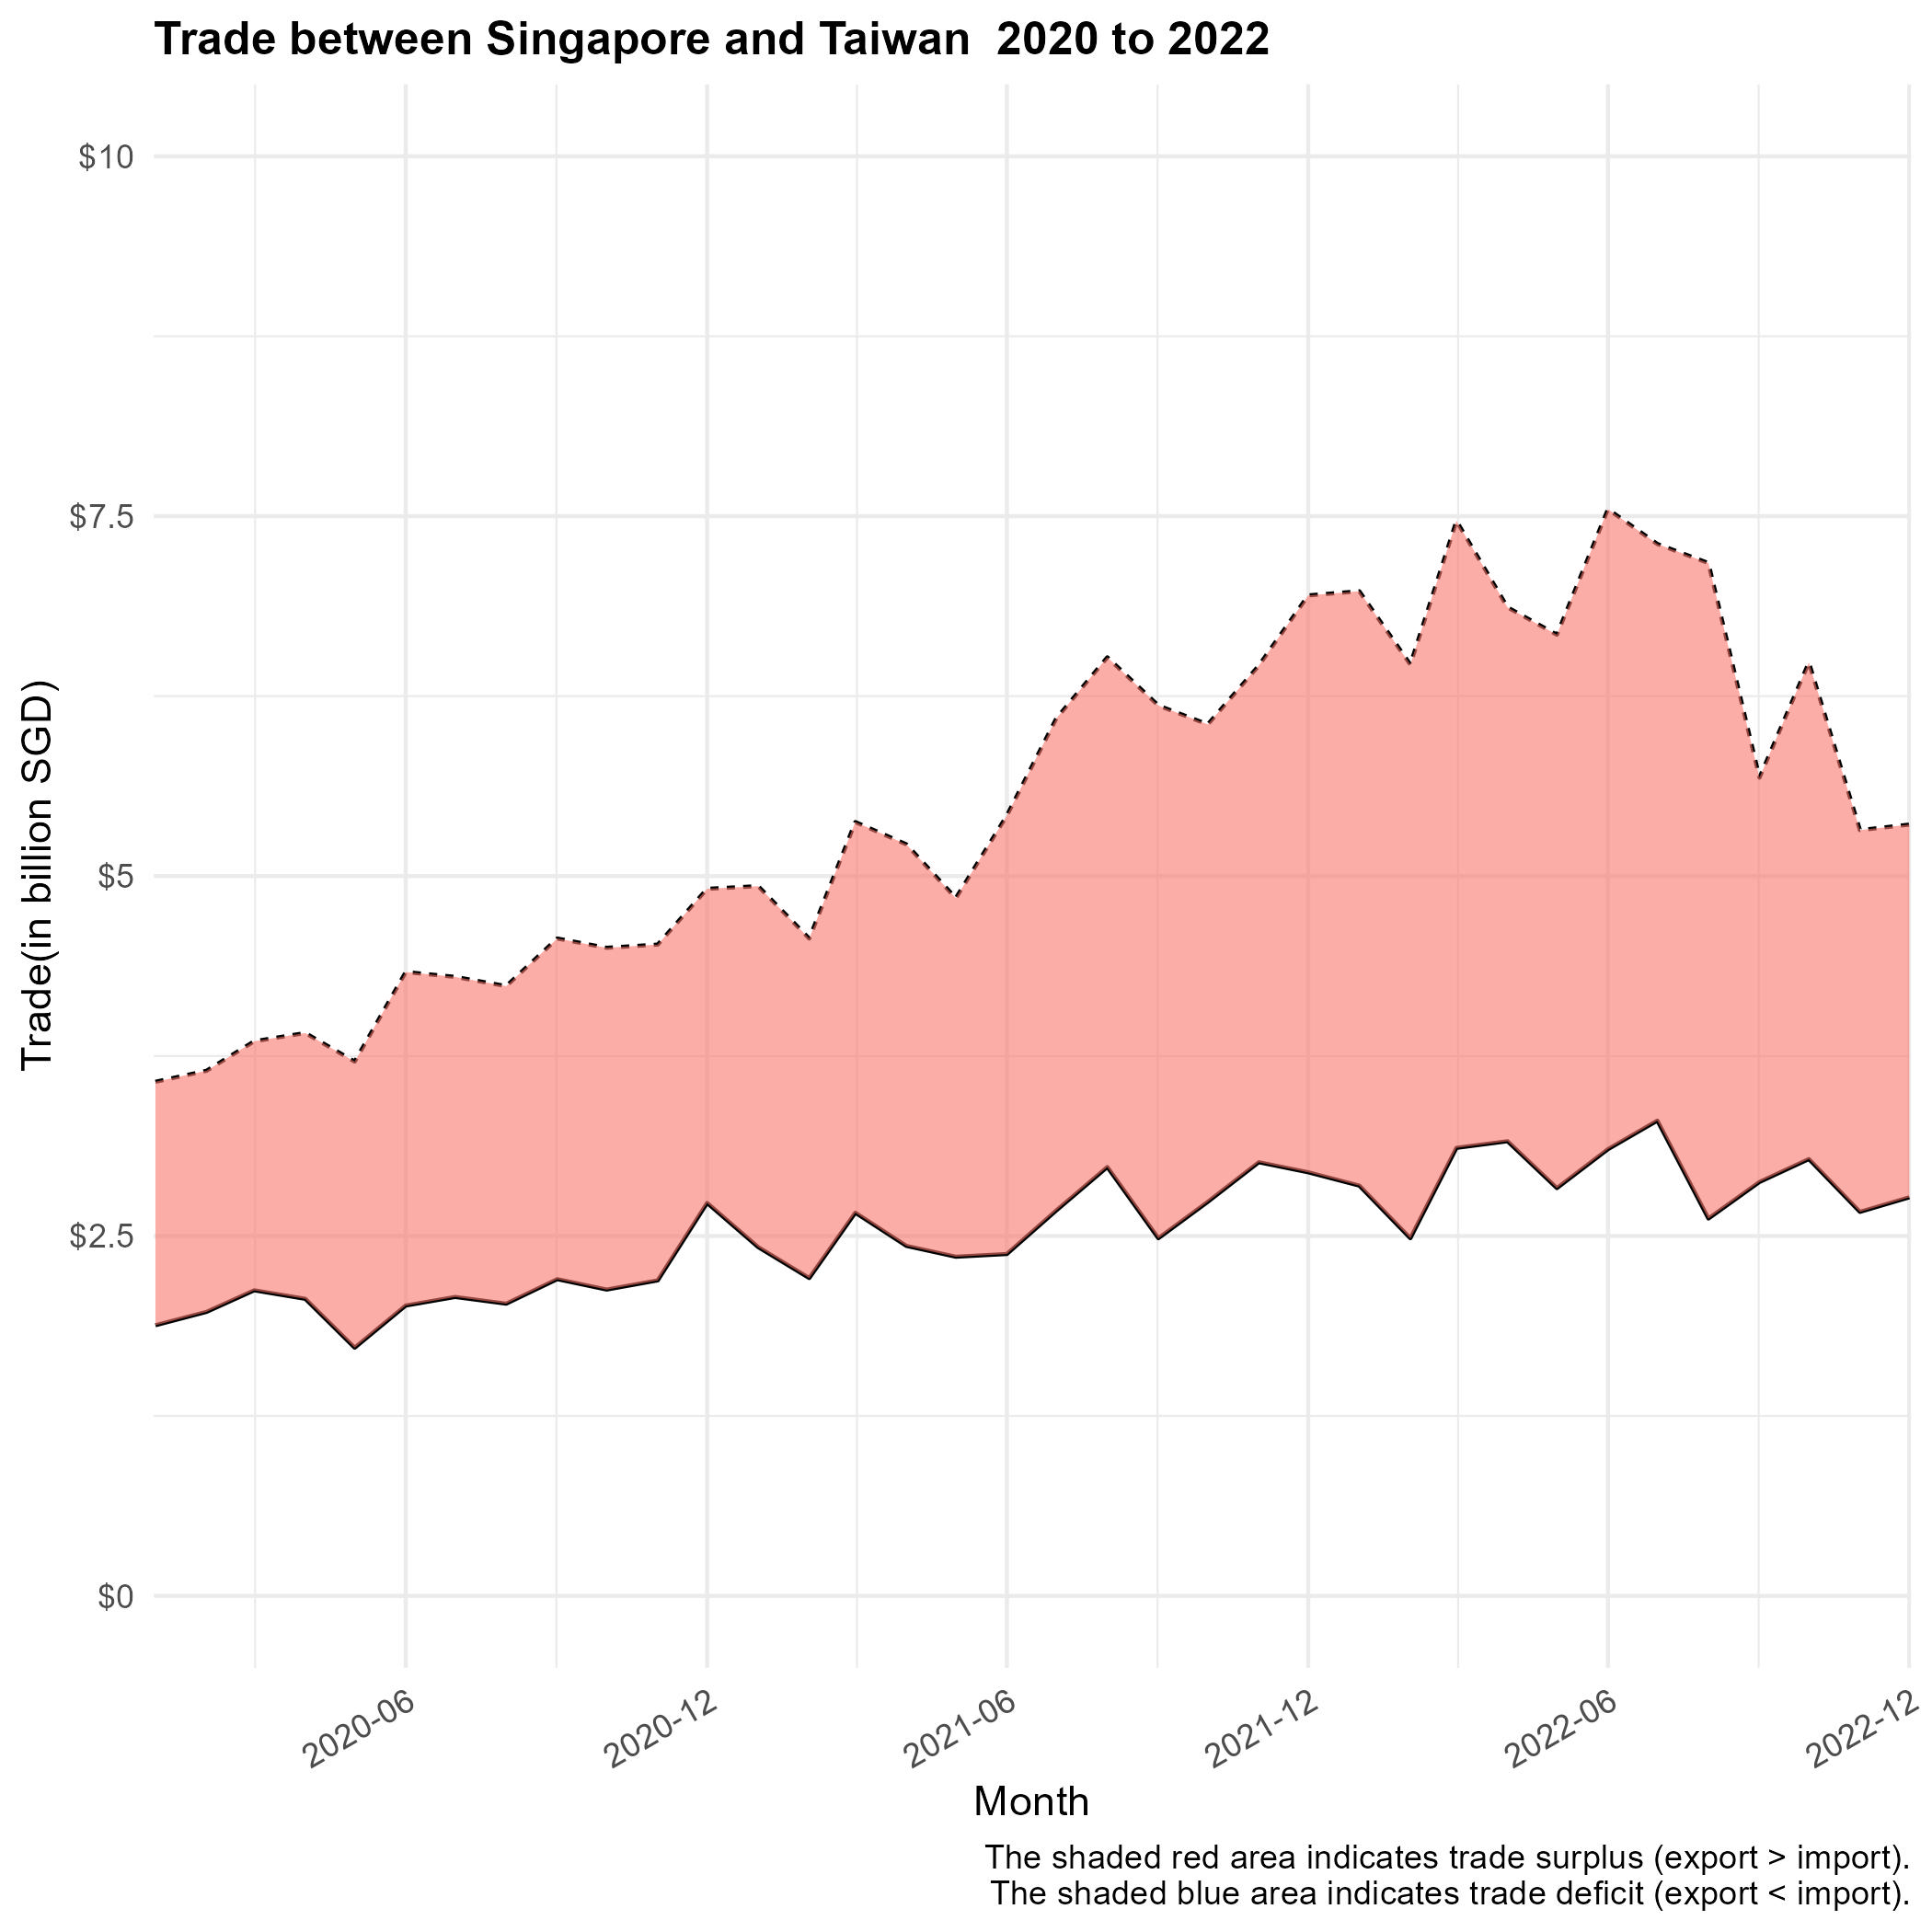 Trade between Singapore and Taiwan  2020 to 2022
$10
$7.5
$5
$2.5
$0
Trade(in billion SGD)
2020-06
2020-12
2021-06
2021-12
2022-06
2022-12
Month
The shaded red area indicates trade surplus (export > import).
The shaded blue area indicates trade deficit (export < import).